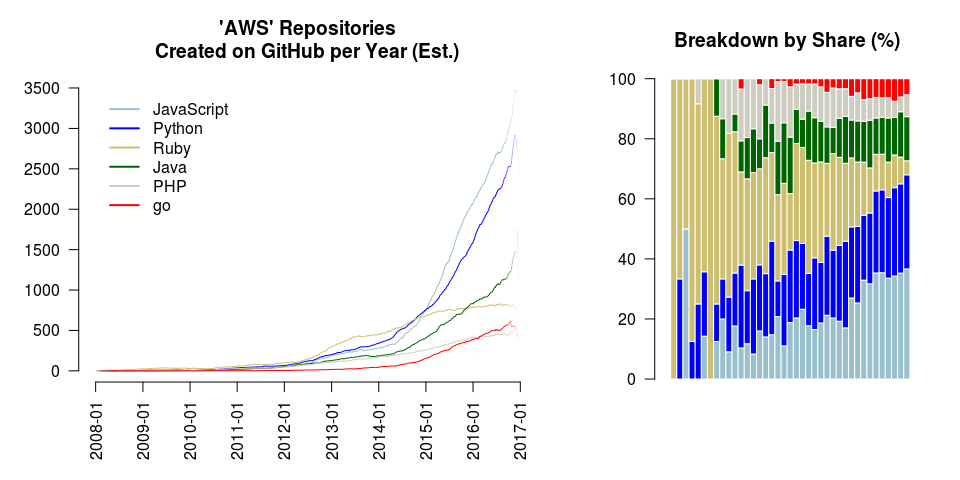 'AWS' Repositories
Created on GitHub per Year (Est.)
3500
3000
2500
2000
1500
1000
500
0
JavaScript
Python
Ruby
Java
PHP
go
2008-01
2009-01
2010-01
2011-01
2012-01
2013-01
2014-01
2015-01
2016-01
2017-01
Breakdown by Share (%)
100
80
60
40
20
0